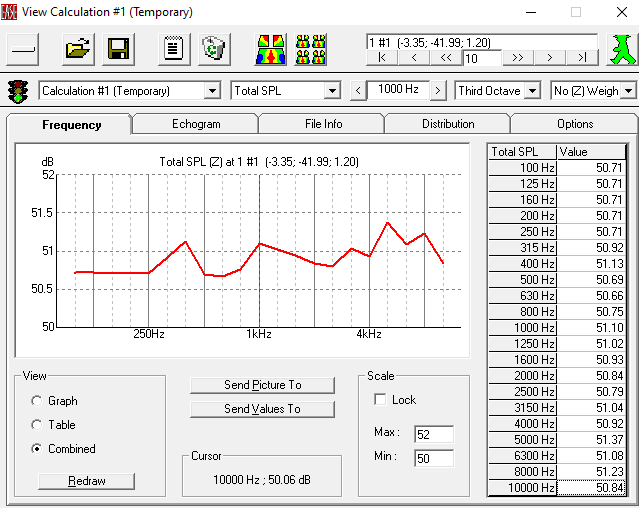 View Calculation #1 (Temporary)
1 #1 (-3.35; -41.99; 1.20)
|< < << 10 >> > >|
Calculation #1 (Temporary) Total SPL < 1000 Hz > Third Octave No (Z) Weigh
Frequency Echogram File Info Distribution Options
dB Total SPL (Z) at 1 #1 (-3.35; -41.99; 1.20)
52
51.5
51
50.5
50
250Hz 1kHz 4kHz
Total SPL Value
100 Hz 50.71
125 Hz 50.71
160 Hz 50.71
200 Hz 50.71
250 Hz 50.71
315 Hz 50.92
400 Hz 51.13
500 Hz 50.69
630 Hz 50.66
800 Hz 50.75
1000 Hz 51.10
1250 Hz 51.02
1600 Hz 50.93
2000 Hz 50.84
2500 Hz 50.79
3150 Hz 51.04
4000 Hz 50.92
5000 Hz 51.37
6300 Hz 51.08
8000 Hz 51.23
10000 Hz 50.84
View
Graph
Table
Combined
Redraw
Send Picture To
Send Values To
Cursor
10000 Hz ; 50.06 dB
Scale
Lock
Max : 52
Min : 50